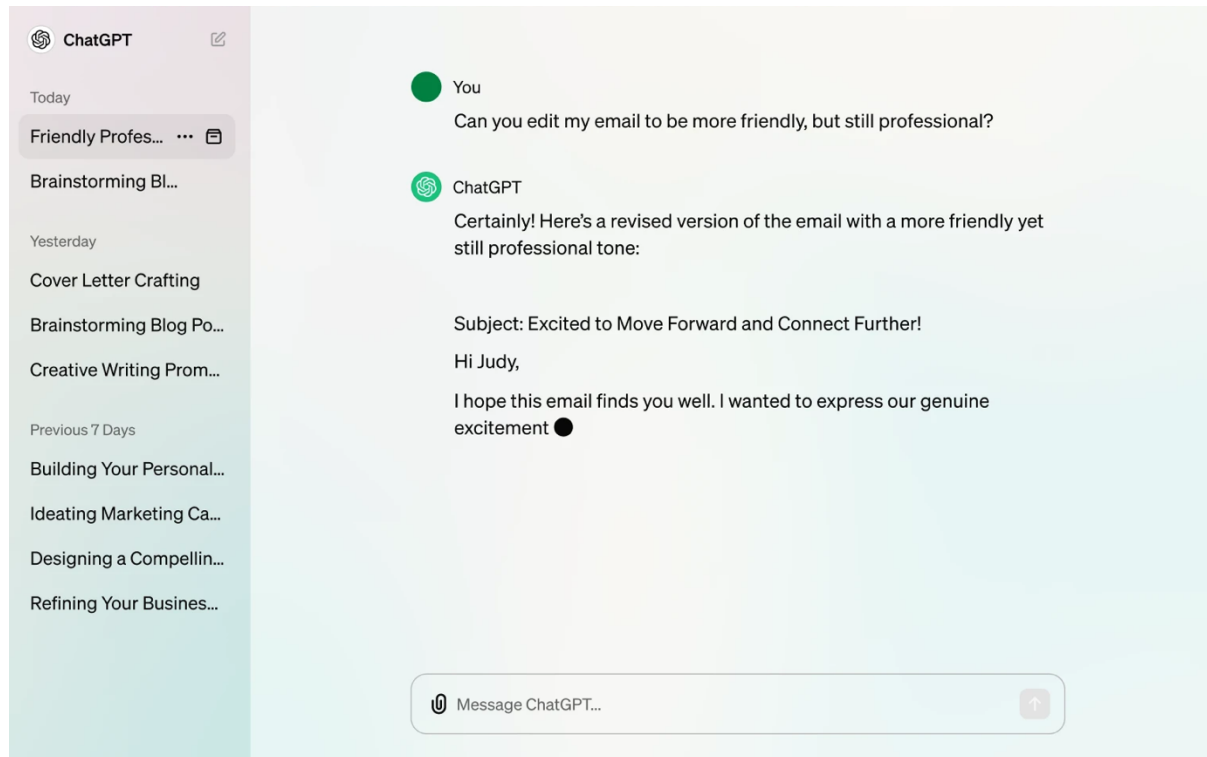 ChatGPT
Today
Friendly Profes...
Brainstorming Bl...
Yesterday
Cover Letter Crafting
Brainstorming Blog Po...
Creative Writing Prom...
Previous 7 Days
Building Your Personal...
Ideating Marketing Ca...
Designing a Compellin...
Refining Your Busines...
You
Can you edit my email to be more friendly, but still professional?
ChatGPT
Certainly! Here’s a revised version of the email with a more friendly yet
still professional tone:
Subject: Excited to Move Forward and Connect Further!
Hi Judy,
I hope this email finds you well. I wanted to express our genuine
excitement
Message ChatGPT...